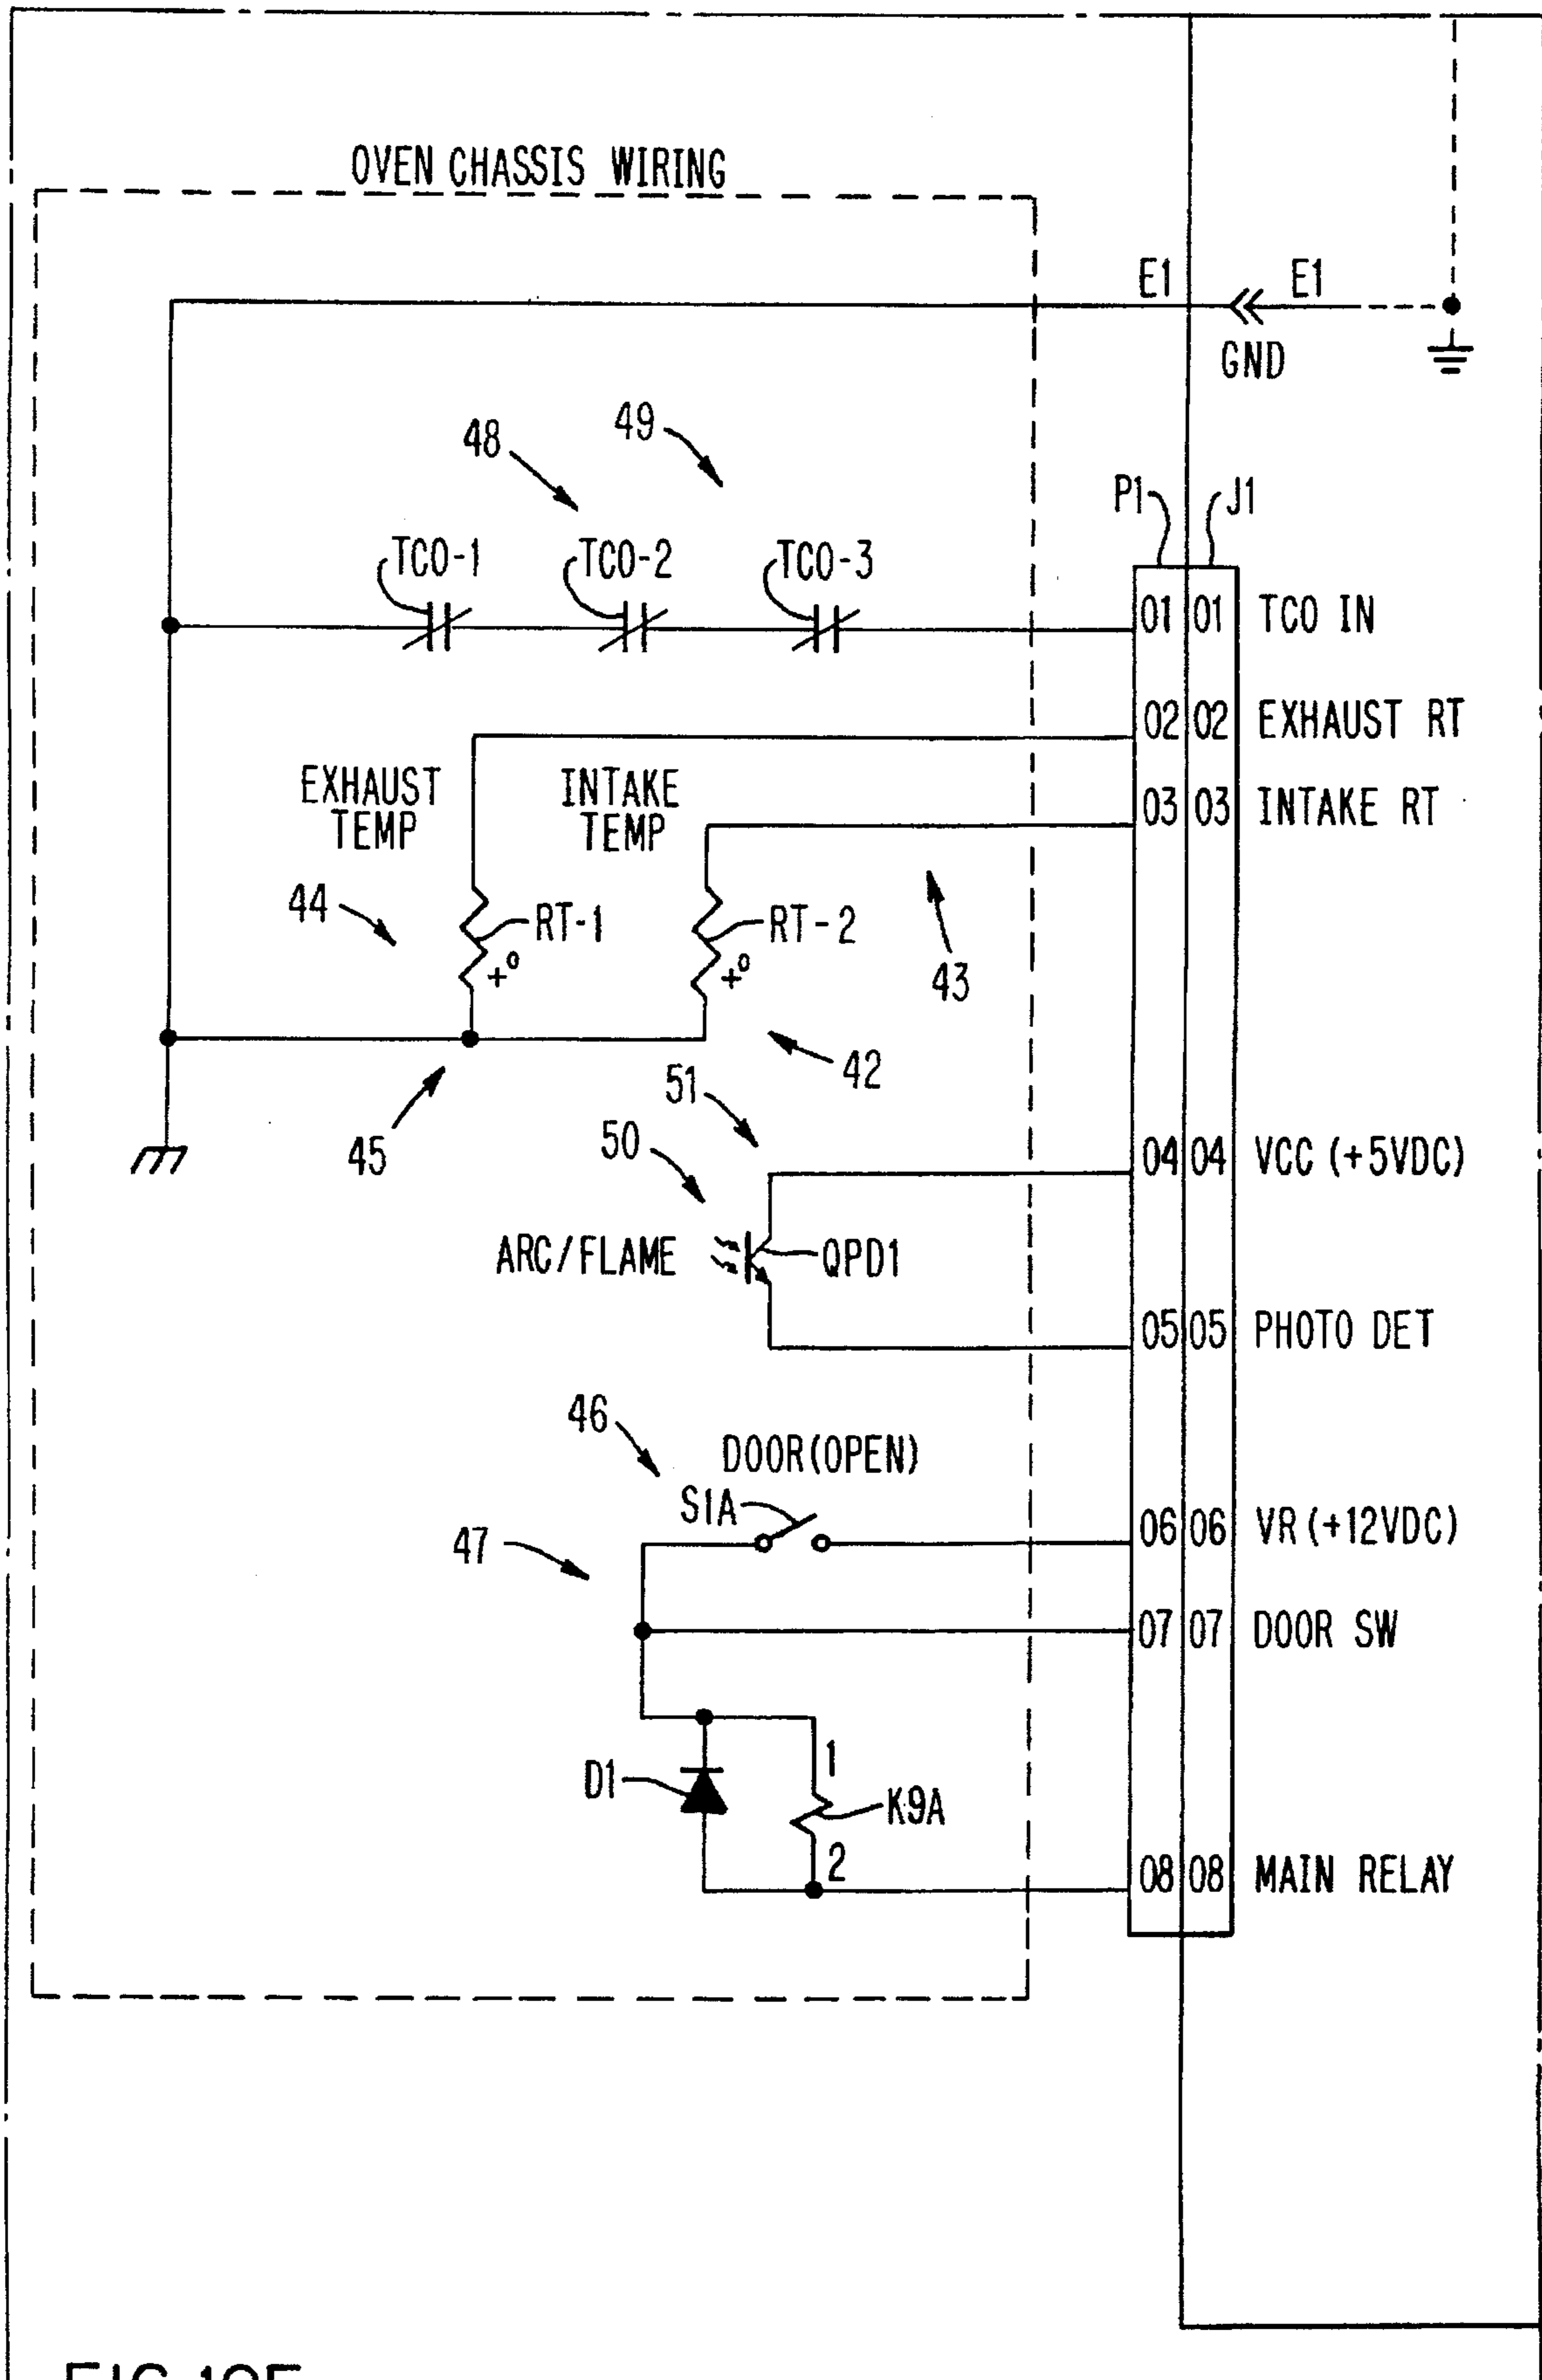 OVEN CHASSIS WIRING
E1 E1
GND
48 49
P1 J1
TCO-1 TCO-2 TCO-3
01 01 TCO IN
02 02 EXHAUST RT
EXHAUST TEMP
INTAKE TEMP
03 03 INTAKE RT
44
RT-1
+°
RT-2
+°
43
42
45
51
50
04 04 VCC (+5VDC)
ARC/FLAME
QPD1
05 05 PHOTO DET
46
DOOR(OPEN)
S1A
47
06 06 VR (+12VDC)
07 07 DOOR SW
D1
1
K9A
2
08 08 MAIN RELAY